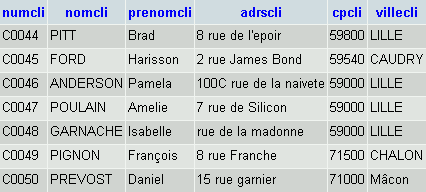 numcli nomcli prenomcli adrscli cpcli villecli
C0044 PITT Brad 8 rue de l'epoir 59800 LILLE
C0045 FORD Harisson 2 rue James Bond 59540 CAUDRY
C0046 ANDERSON Pamela 100C rue de la naivete 59000 LILLE
C0047 POULAIN Amelie 7 rue de Silicon 59000 LILLE
C0048 GARNACHE Isabelle rue de la madonne 59000 LILLE
C0049 PIGNON François 8 rue Franche 71500 CHALON
C0050 PREVOST Daniel 15 rue garnier 71000 Mâcon